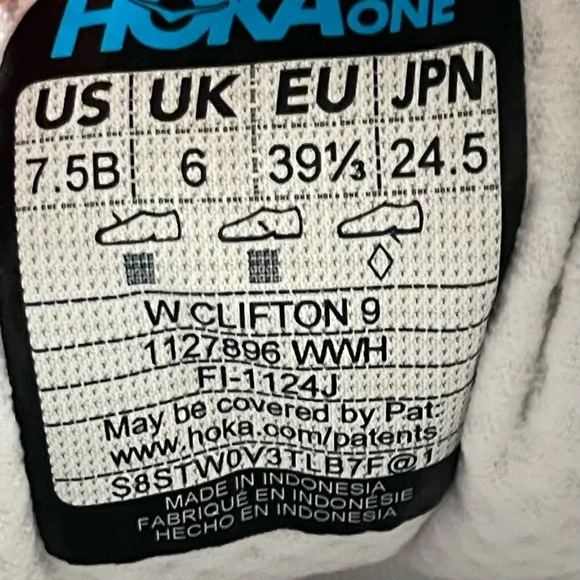 HOKA ONE
US UK EU JPN
7.5B 6 39⅓ 24.5
W CLIFTON 9
1127896 WWH
FI-1124J
May be covered by Pat:
www.hoka.com/patents
S8STW0V3TLB7F@1
MADE IN INDONESIA
FABRIQUÉ EN INDONÉSIE
HECHO EN INDONESIA